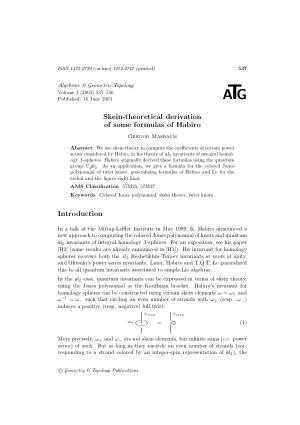 ISSN 1472-2739 (on-line) 1472-2747 (printed) 537
Algebraic & Geometric Topology
Volume 3 (2003) 537–556
Published: 16 June 2003
ATG
Skein-theoretical derivation
of some formulas of Habiro
Gregor Masbaum
Abstract We use skein theory to compute the coefficients of certain power
series considered by Habiro in his theory of sl₂ invariants of integral homol-
ogy 3–spheres. Habiro originally derived these formulas using the quantum
group U_q sl₂. As an application, we give a formula for the colored Jones
polynomial of twist knots, generalizing formulas of Habiro and Le for the
trefoil and the figure eight knot.
AMS Classification 57M25; 57M27
Keywords Colored Jones polynomial, skein theory, twist knots
Introduction
In a talk at the Mittag-Leffler Institute in May 1999, K. Habiro announced a
new approach to computing the colored Jones polynomial of knots and quantum
sl₂ invariants of integral homology 3–spheres. For an exposition, see his paper
[H2] (some results are already announced in [H1]). His invariant for homology
spheres recovers both the sl₂ Reshetikhin-Turaev invariants at roots of unity,
and Ohtsuki's power series invariants. Later, Habiro and T.Q.T. Le generalized
this to all quantum invariants associated to simple Lie algebras.
In the sl₂ case, quantum invariants can be expressed in terms of skein theory,
using the Jones polynomial or the Kauffman bracket. Habiro's invariant for
homology spheres can be constructed using certain skein elements ω = ω₊ and
ω⁻¹ = ω₋ such that circling an even number of strands with ω₊ (resp. ω₋)
induces a positive (resp. negative) full twist:
ω₊ = (1)
More precisely, ω₊ and ω₋ are not skein elements, but infinite sums (i.e. power
series) of such. But as long as they encircle an even number of strands (cor-
responding to a strand colored by an integer-spin representation of sl₂), the
© Geometry & Topology Publications